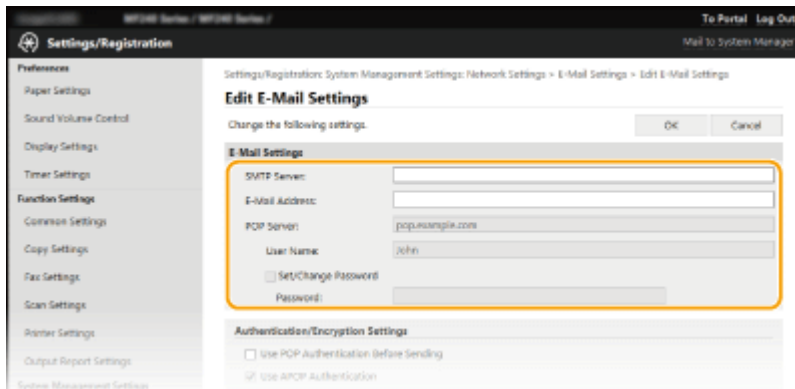 MF240 Series / MF240 Series /
To Portal Log Out
Settings/Registration
Mail to System Manager
Preferences
Paper Settings
Sound Volume Control
Display Settings
Timer Settings
Function Settings
Common Settings
Copy Settings
Fax Settings
Scan Settings
Printer Settings
Output Report Settings
System Management Settings
Settings/Registration: System Management Settings: Network Settings > E-Mail Settings > Edit E-Mail Settings
Edit E-Mail Settings
Change the following settings.
OK
Cancel
E-Mail Settings
SMTP Server:
E-Mail Address:
POP Server:
pop.example.com
User Name:
John
Set/Change Password
Password:
Authentication/Encryption Settings
Use POP Authentication Before Sending
Use APOP Authentication